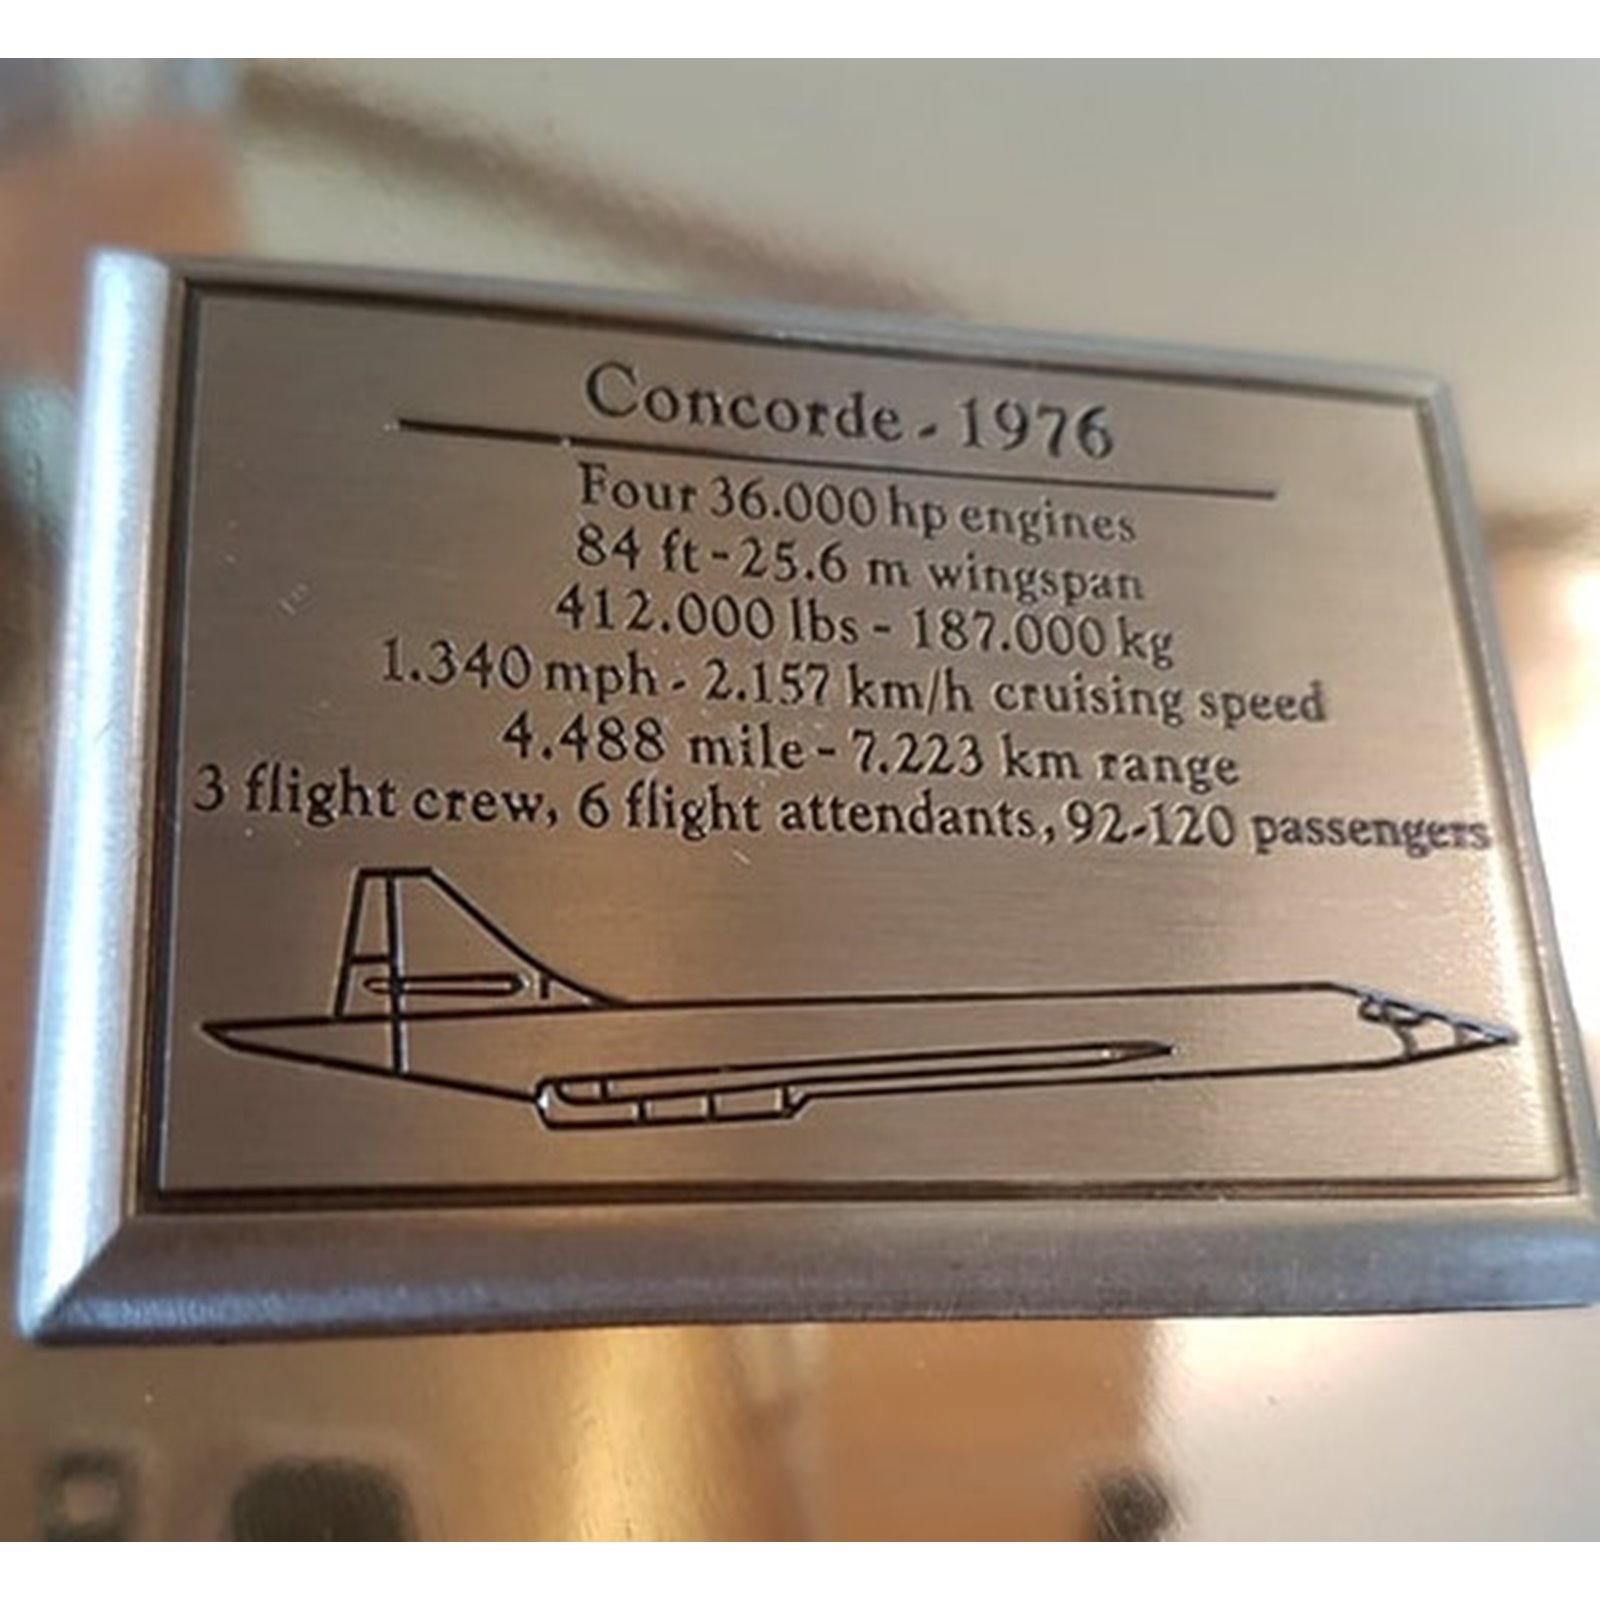 Concorde - 1976
Four 36.000 hp engines
84 ft - 25.6 m wingspan
412.000 lbs - 187.000 kg
1.340 mph - 2.157 km/h cruising speed
4.488 mile - 7.223 km range
3 flight crew, 6 flight attendants, 92-120 passengers